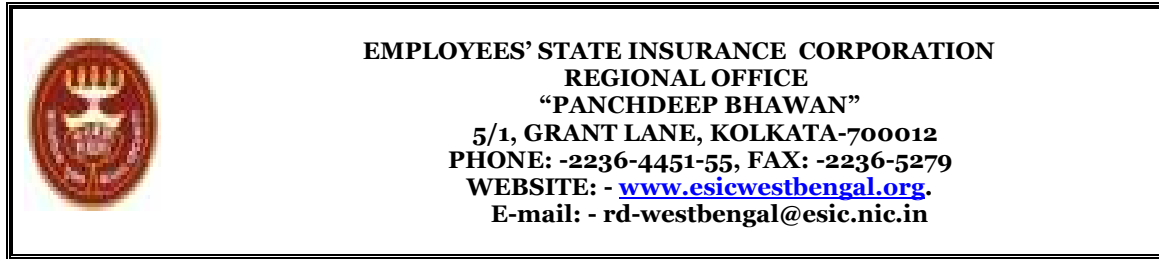 EMPLOYEES’ STATE INSURANCE CORPORATION
REGIONAL OFFICE
“PANCHDEEP BHAWAN”
5/1, GRANT LANE, KOLKATA-700012
PHONE: -2236-4451-55, FAX: -2236-5279
WEBSITE: - www.esicwestbengal.org.
E-mail: - rd-westbengal@esic.nic.in